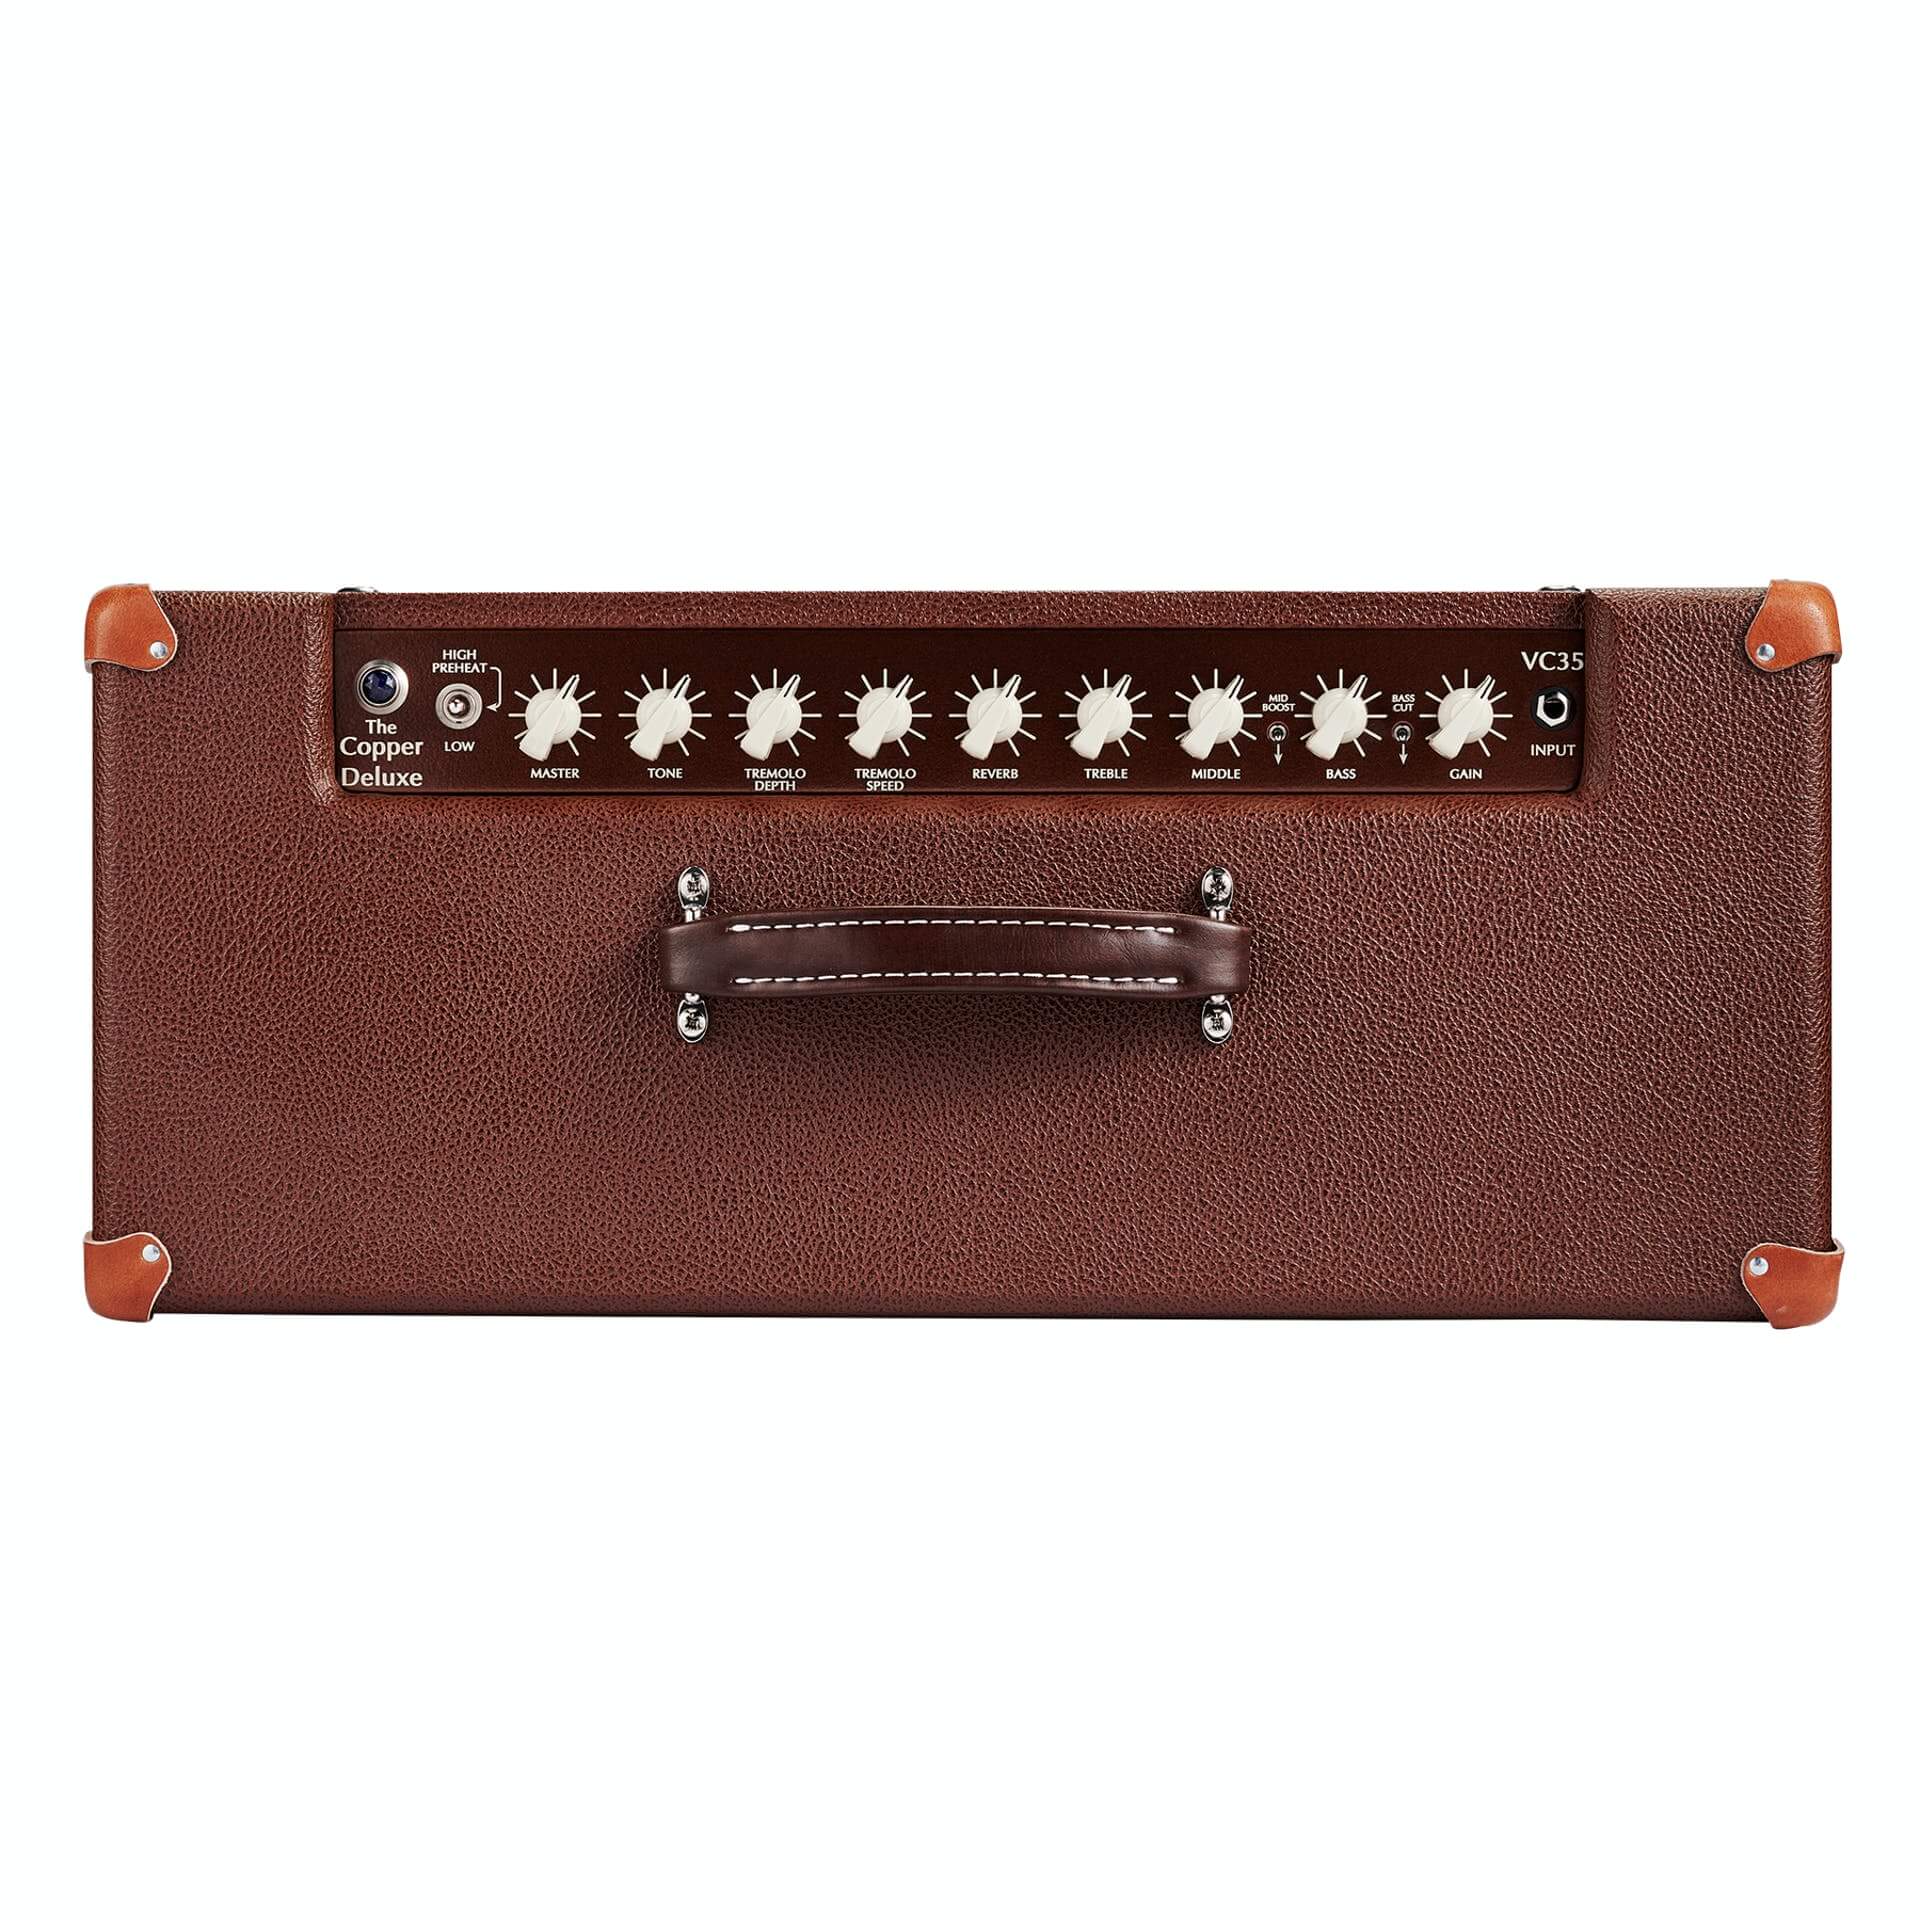 The
Copper
Deluxe
HIGH
PREHEAT
LOW
MASTER
TONE
TREMOLO
DEPTH
TREMOLO
SPEED
REVERB
TREBLE
MIDDLE
MID
BOOST
BASS
BASS
CUT
GAIN
VC35
INPUT